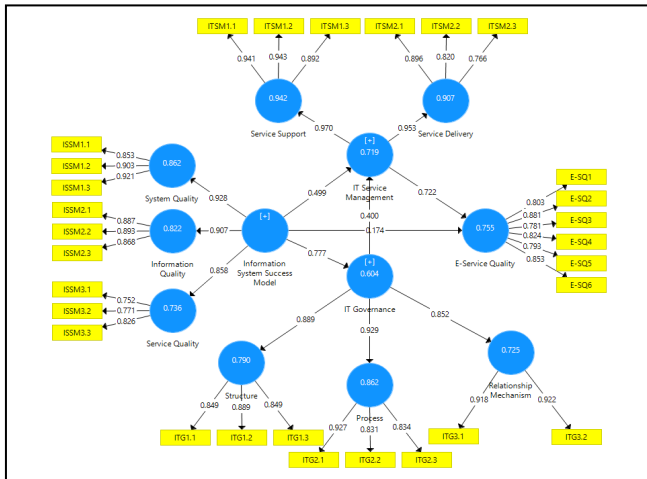 ITSM1.1 ITSM1.2 ITSM1.3 ITSM2.1 ITSM2.2 ITSM2.3
0.941 0.943 0.892 0.896 0.820 0.766
0.942 0.907
Service Support 0.970 0.953 Service Delivery
[+]
0.719
IT Service
Management
ISSM1.1
ISSM1.2
ISSM1.3
0.853
0.903
0.921
0.862
System Quality
0.928
0.499
0.722
ISSM2.1
ISSM2.2
ISSM2.3
0.887
0.893
0.868
0.822
Information
Quality
0.907
[+]
Information
System Success
Model
0.400
0.174
0.777
0.755
E-Service Quality
0.803
0.881
0.781
0.824
0.793
0.853
E-SQ1
E-SQ2
E-SQ3
E-SQ4
E-SQ5
E-SQ6
ISSM3.1
ISSM3.2
ISSM3.3
0.752
0.771
0.826
0.736
Service Quality
0.858
[+]
0.604
IT Governance
0.889 0.929 0.852
0.790
Structure
0.862
Process
0.725
Relationship
Mechanism
0.849 0.889 0.849
0.927 0.831 0.834
0.918 0.922
ITG1.1 ITG1.2 ITG1.3
ITG2.1 ITG2.2 ITG2.3
ITG3.1 ITG3.2